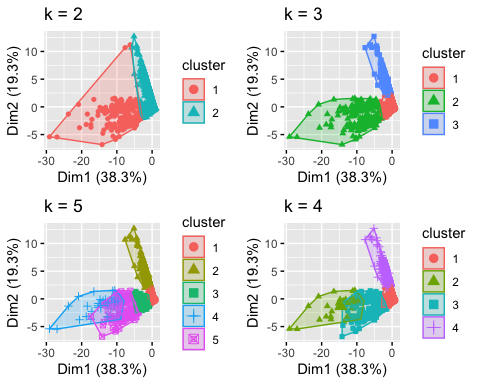 k = 2
Dim2 (19.3%)
10
5
0
-5
-30 -20 -10 0
Dim1 (38.3%)
cluster
1
2
k = 3
Dim2 (19.3%)
10
5
0
-5
-30 -20 -10 0
Dim1 (38.3%)
cluster
1
2
3
k = 5
Dim2 (19.3%)
10
5
0
-5
-30 -20 -10 0
Dim1 (38.3%)
cluster
1
2
3
4
5
k = 4
Dim2 (19.3%)
10
5
0
-5
-30 -20 -10 0
Dim1 (38.3%)
cluster
1
2
3
4